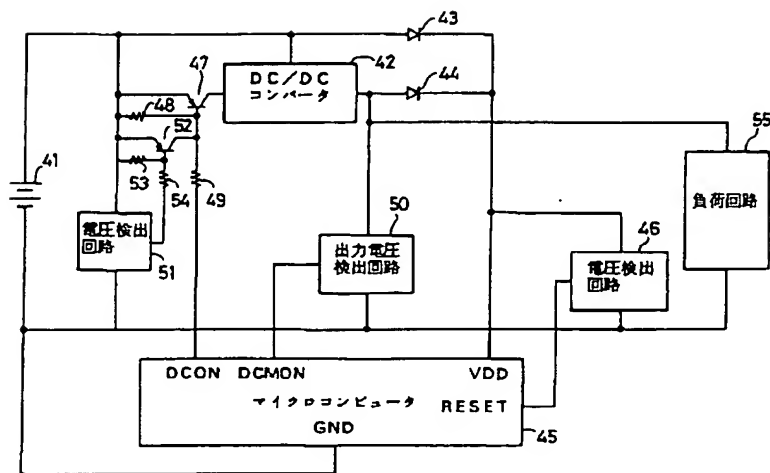 43
47
42
DC/DC
コンバータ
44
48
52
55
41
53
54
49
負荷回路
50
46
電圧検出
回路
51
出力電圧
検出回路
電圧検出
回路
DCON
DCMON
VDD
マイクロコンピュータ
RESET
GND
45